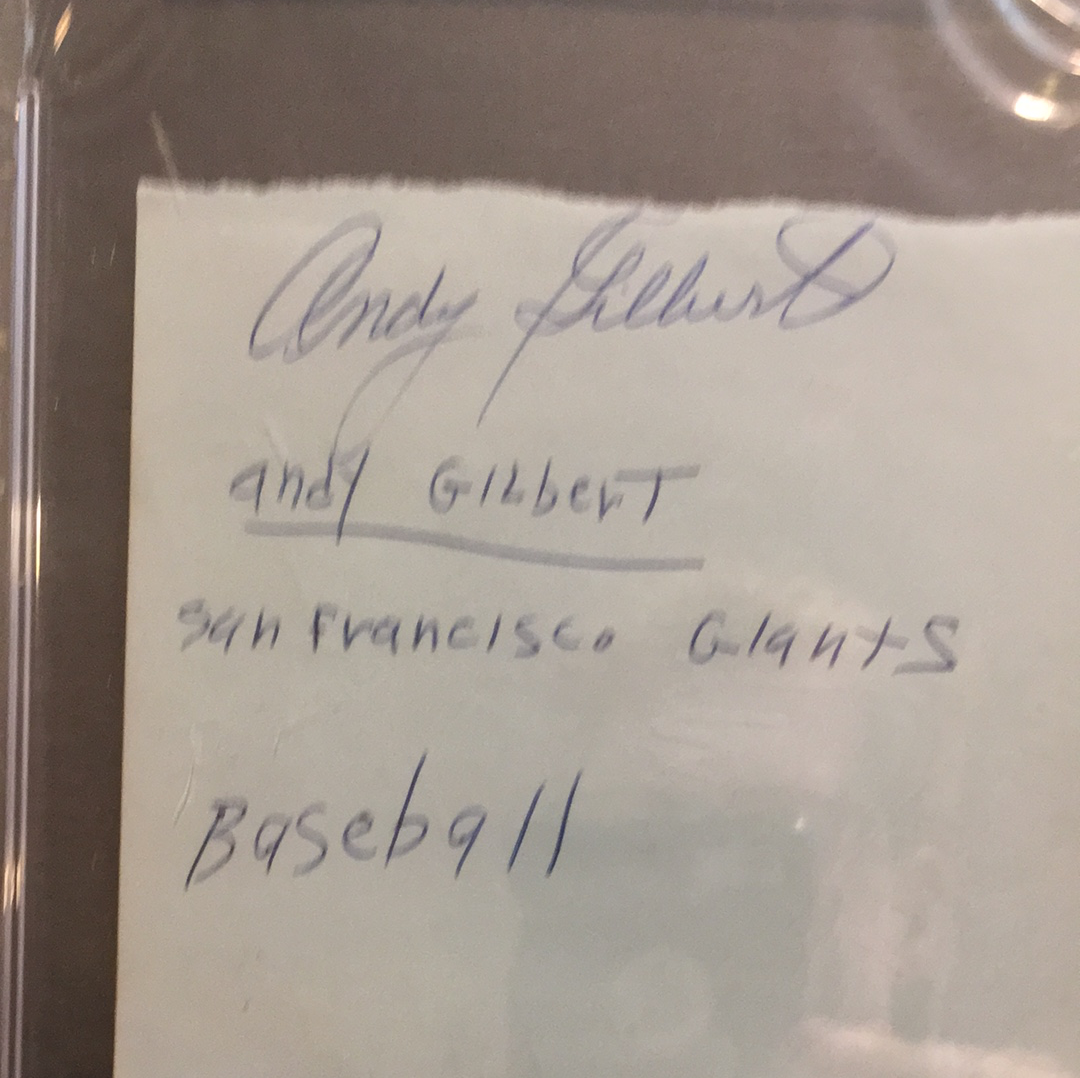 Andy Gilbert
andy GILbERT
San Francisco Giants
Baseball